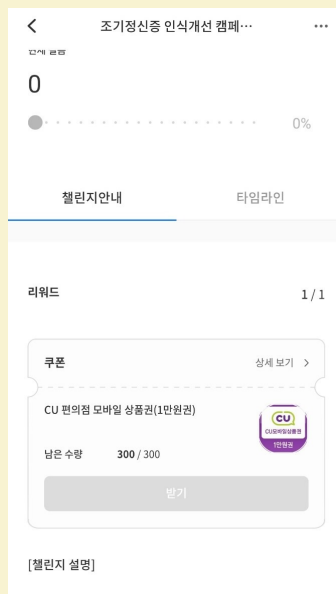 조기정신증 인식개선 캠페…
0
0%
챌린지안내
타임라인
리워드
1 / 1
쿠폰
상세 보기 >
CU 편의점 모바일 상품권(1만원권)
CU
CU모바일상품권
1만원권
남은 수량 300 / 300
받기
[챌린지 설명]